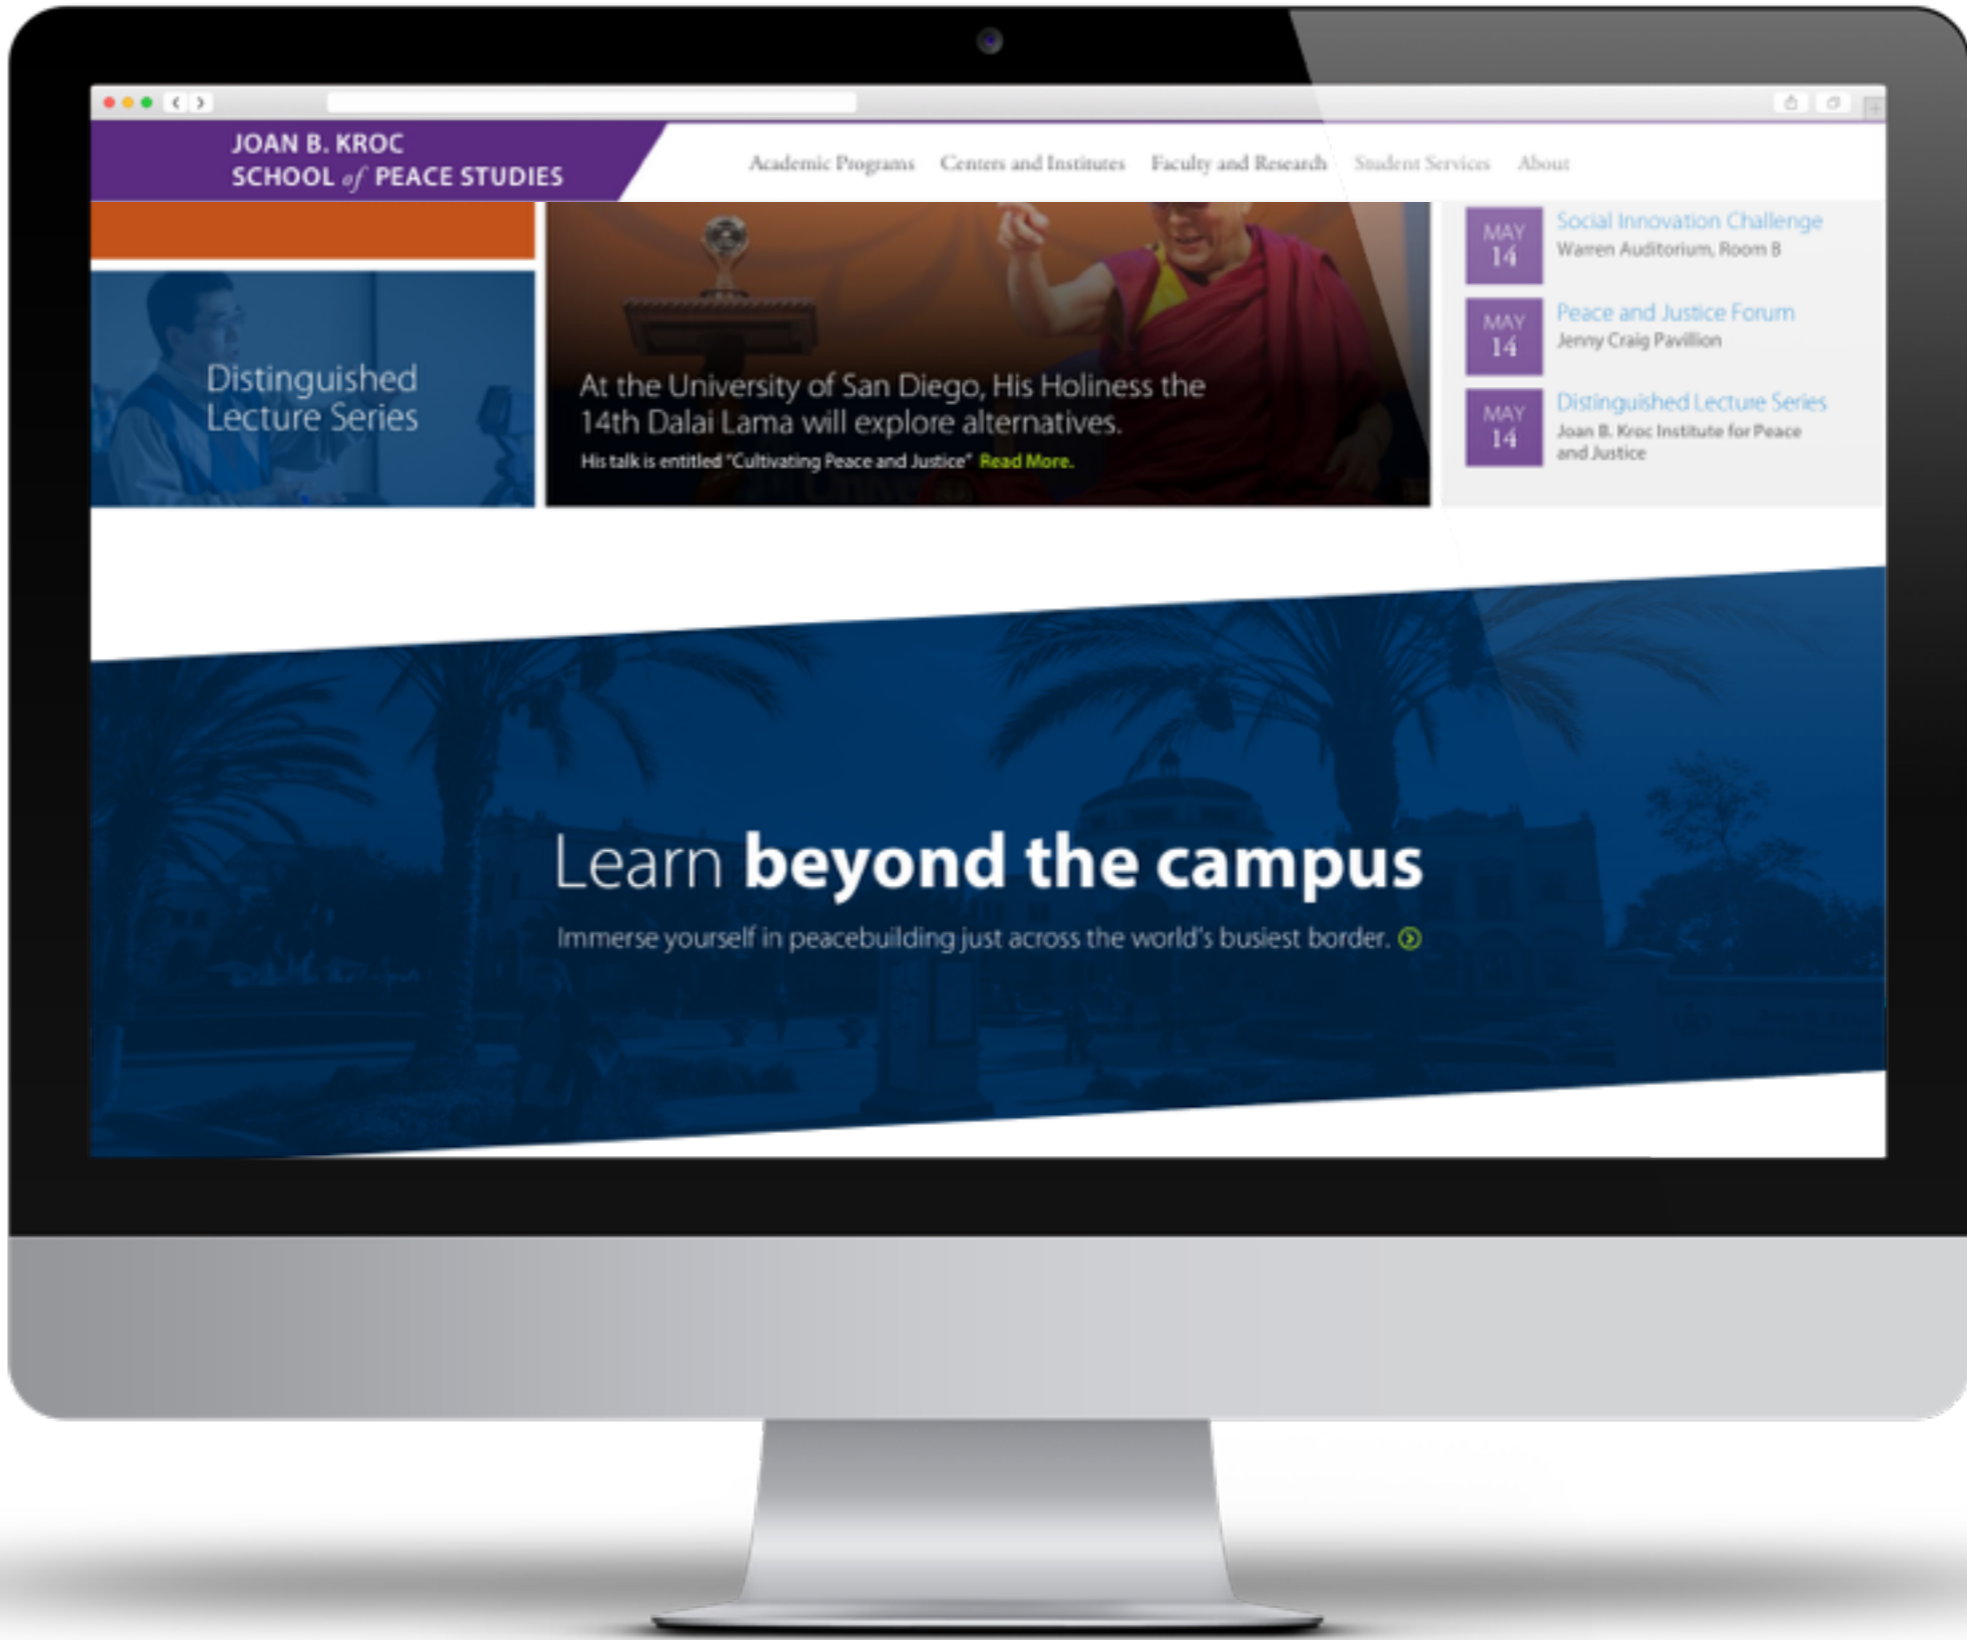 JOAN B. KROC
SCHOOL of PEACE STUDIES
Academic Programs Centers and Institutes Faculty and Research Student Services About
Distinguished
Lecture Series
At the University of San Diego, His Holiness the
14th Dalai Lama will explore alternatives.
His talk is entitled "Cultivating Peace and Justice" Read More.
MAY
14
Social Innovation Challenge
Warren Auditorium, Room B
MAY
14
Peace and Justice Forum
Jenny Craig Pavillion
MAY
14
Distinguished Lecture Series
Joan B. Kroc Institute for Peace
and Justice
Learn beyond the campus
Immerse yourself in peacebuilding just across the world's busiest border.